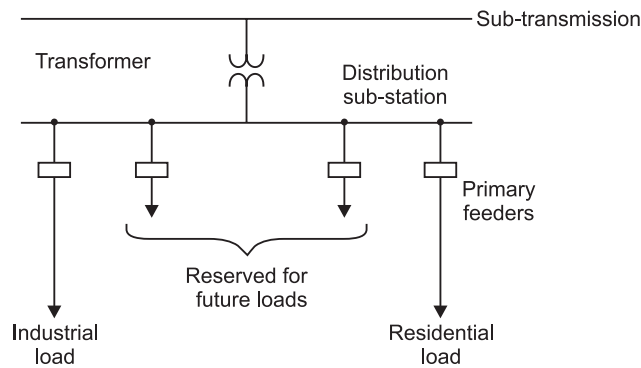 Sub-transmission
Transformer
Distribution
sub-station
Primary
feeders
Reserved for
future loads
Industrial
load
Residential
load